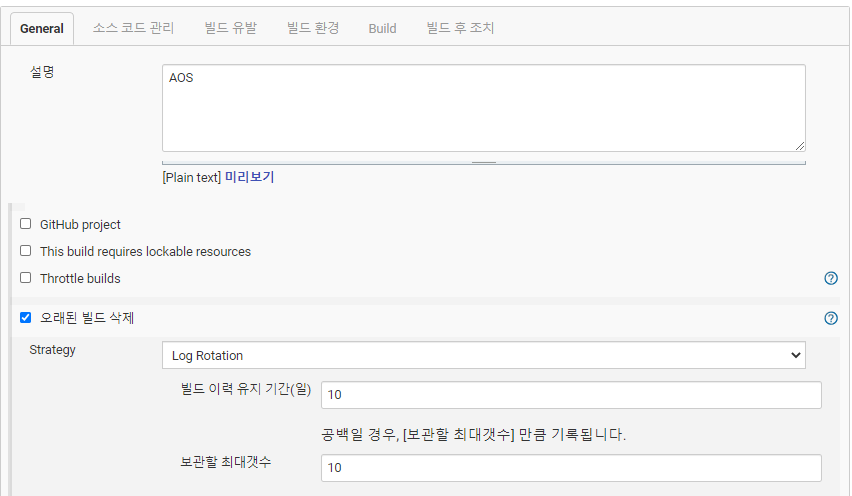 General 소스 코드 관리 빌드 유발 빌드 환경 Build 빌드 후 조치
설명
AOS
[Plain text] 미리보기
GitHub project
This build requires lockable resources
Throttle builds
오래된 빌드 삭제
Strategy
Log Rotation
빌드 이력 유지 기간(일)
10
공백일 경우, [보관할 최대갯수] 만큼 기록됩니다.
보관할 최대갯수
10